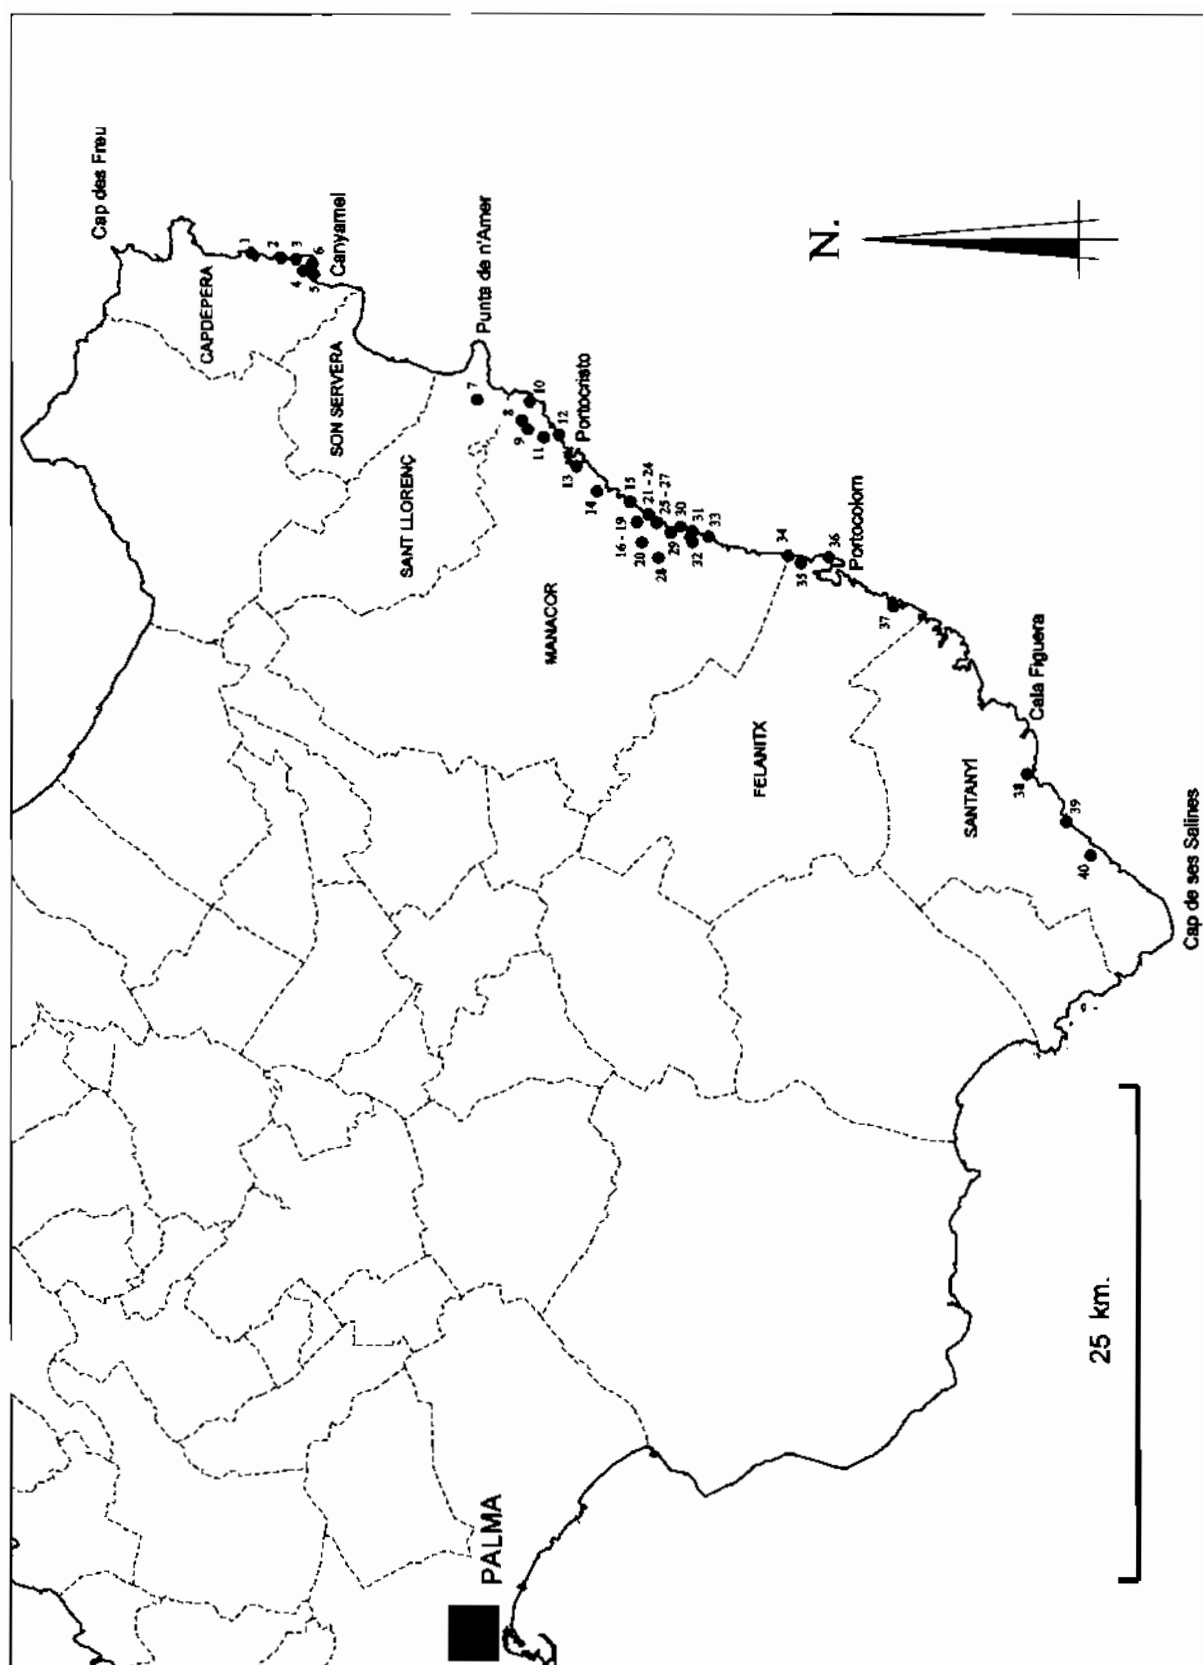 Cap des Freu
CAPDEPERA
1
2
3
4
5
6
Canyamel
SON SERVERA
Punta de n'Amer
SANT LLORENÇ
7
8
9
10
11
12
Portocristo
13
14
15
16 - 19
21 - 24
20
25 - 27
28
29
30
31
32
33
MANACOR
N.
34
35
36
Portocolom
37
FELANITX
Cala Figuera
SANTANYÍ
38
39
40
Cap de ses Salines
PALMA
25 km.